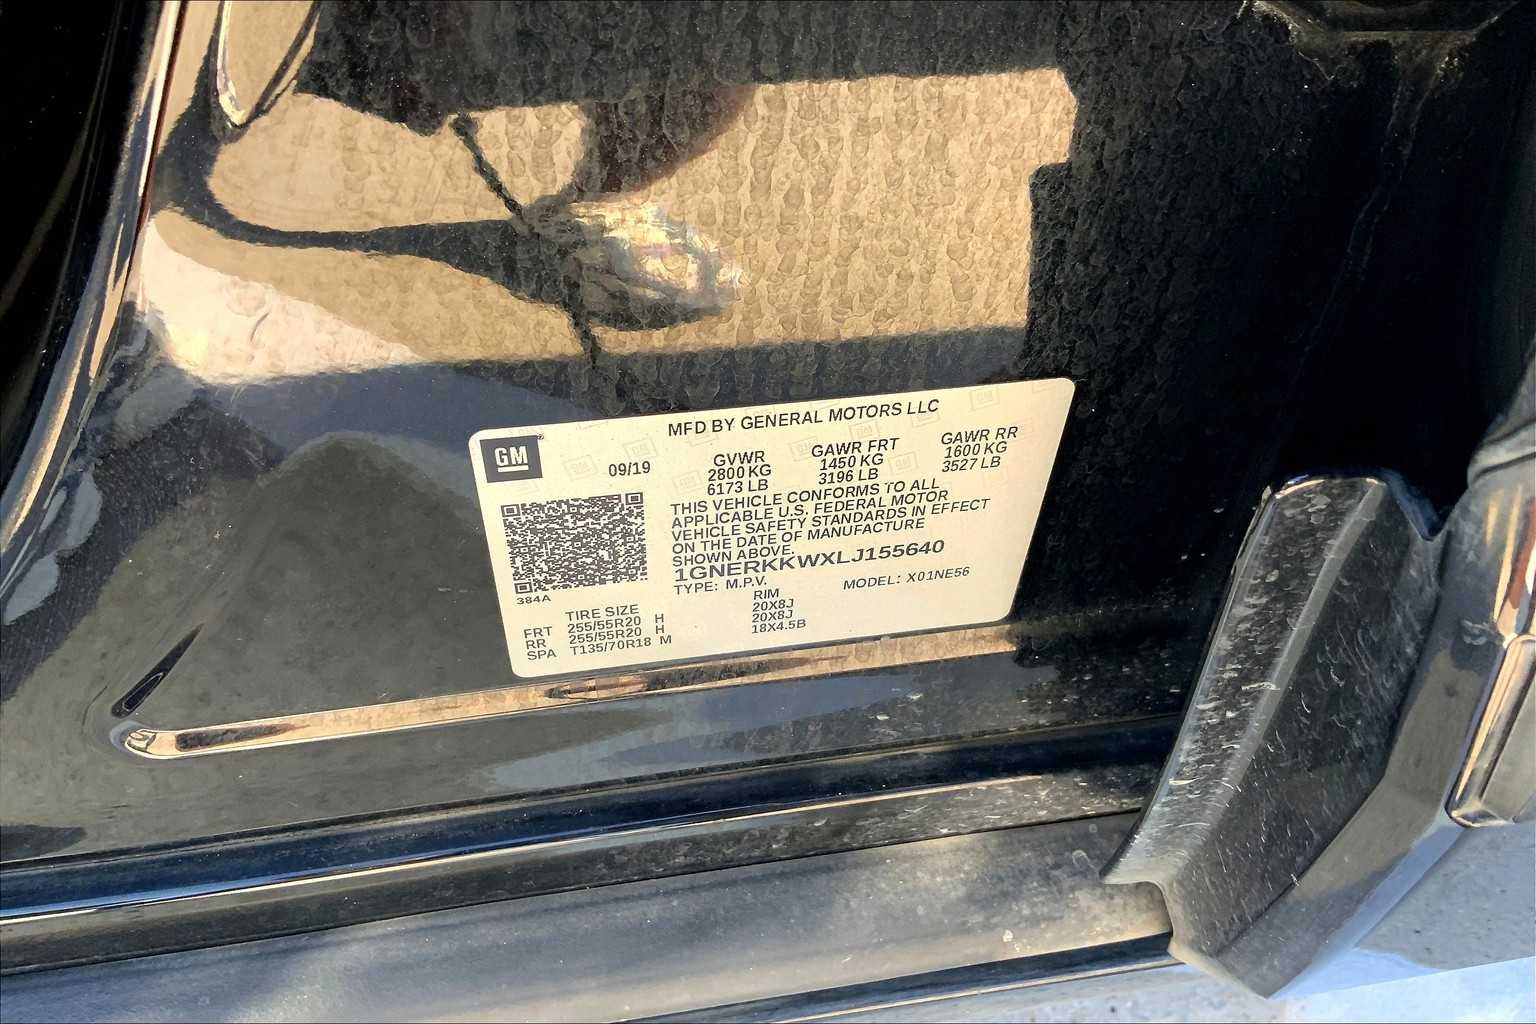 MFD BY GENERAL MOTORS LLC
GM
09/19
GVWR GAWR FRT GAWR RR
2800 KG 1450 KG 1600 KG
6173 LB 3196 LB 3527 LB
THIS VEHICLE CONFORMS TO ALL
APPLICABLE U.S. FEDERAL MOTOR
VEHICLE SAFETY STANDARDS IN EFFECT
ON THE DATE OF MANUFACTURE
SHOWN ABOVE.
1GNERKKWXLJ155640
TYPE: M.P.V. MODEL: X01NE56
384A
TIRE SIZE RIM
FRT 255/55R20 H 20X8J
RR 255/55R20 H 20X8J
SPA T135/70R18 M 18X4.5B